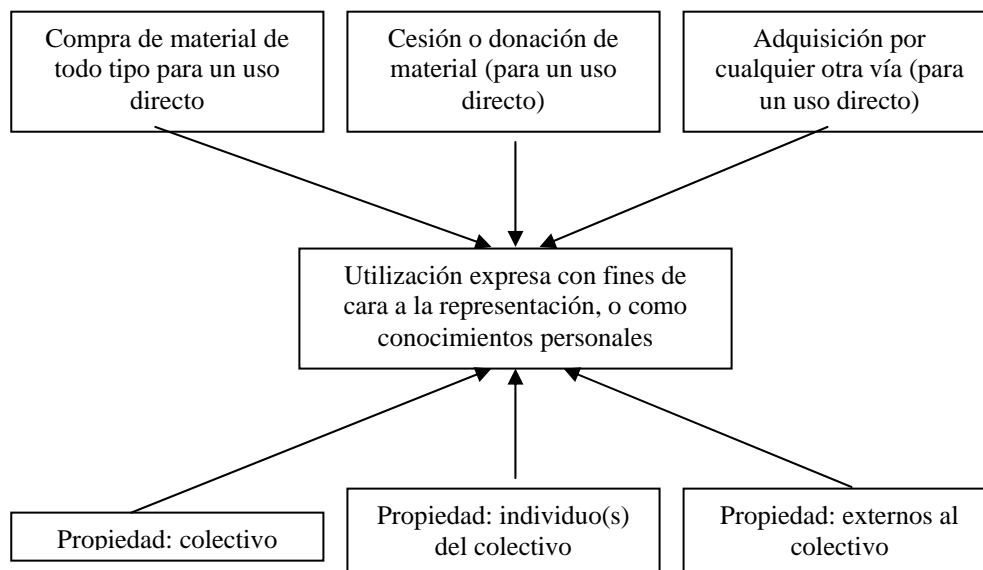 Compra de material de
todo tipo para un uso
directo
Cesión o donación de
material (para un uso
directo)
Adquisición por
cualquier otra vía (para
un uso directo)
Utilización expresa con fines de
cara a la representación, o como
conocimientos personales
Propiedad: colectivo
Propiedad: individuo(s)
del colectivo
Propiedad: externos al
colectivo